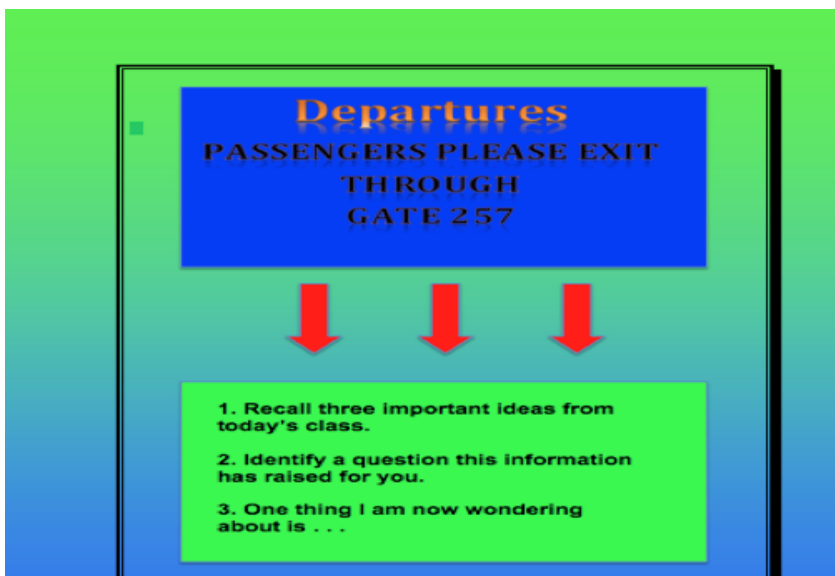 Departures
PASSENGERS PLEASE EXIT
THROUGH
GATE 257
1. Recall three important ideas from
today's class.
2. Identify a question this information
has raised for you.
3. One thing I am now wondering
about is . . .